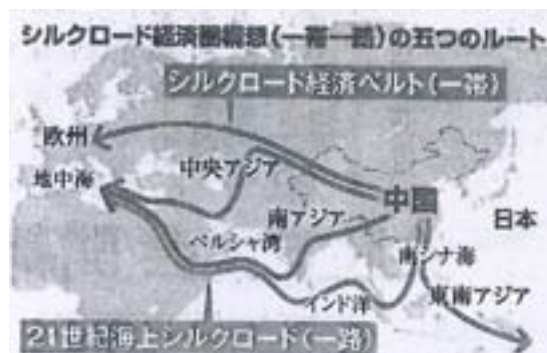 シルクロード経済圏構想(一帯一路)の五つのルート
シルクロード経済ベルト(一帯)
欧州
中央アジア
地中海
中国
南アジア
日本
ペルシャ湾
南シナ海
インド洋
東南アジア
21世紀海上シルクロード(一路)